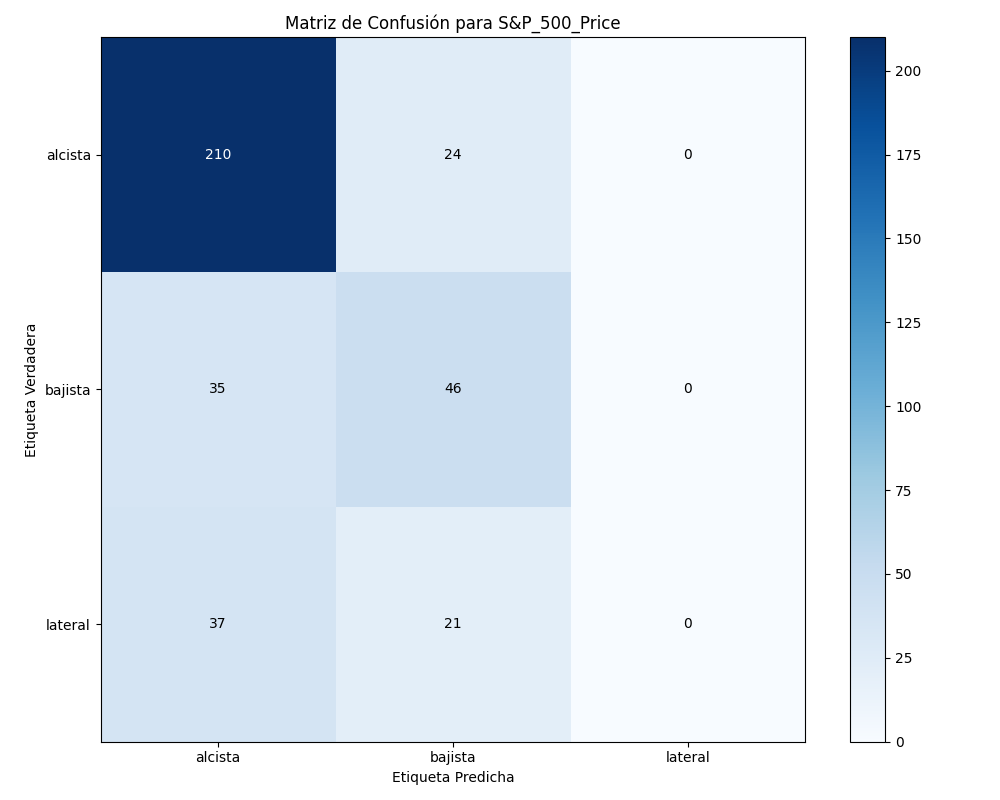 Matriz de Confusión para S&P_500_Price
alcista
210
24
0
bajista
35
46
0
lateral
37
21
0
alcista
bajista
lateral
Etiqueta Predicha
Etiqueta Verdadera
200
175
150
125
100
75
50
25
0